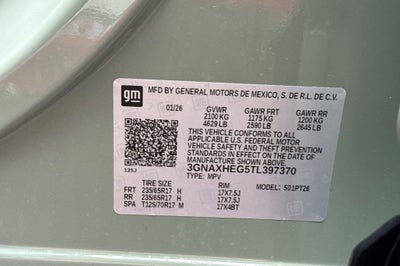 gm MFD BY GENERAL MOTORS DE MEXICO, S. DE R.L. DE C.V.
01/26 GVWR GAWR FRT GAWR RR
2100 KG 1175 KG 1200 KG
4629 LB 2590 LB 2645 LB
THIS VEHICLE CONFORMS TO ALL
APPLICABLE U.S. FEDERAL MOTOR
VEHICLE SAFETY AND THEFT PREVENTION
STANDARDS IN EFFECT ON THE DATE OF
MANUFACTURE SHOWN ABOVE.
3GNAXHEG5TL397370
125J TYPE: MPV
TIRE SIZE RIM MODEL: 501PT26
FRT 235/65R17 H 17X7.5J
RR 235/65R17 H 17X7.5J
SPA T125/70R17 M 17X4BT